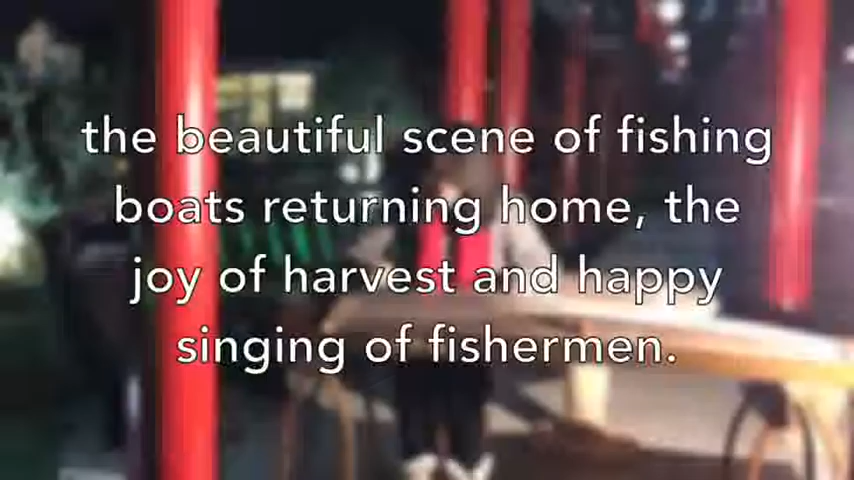 the beautiful scene of fishing
boats returning home, the
joy of harvest and happy
singing of fishermen.